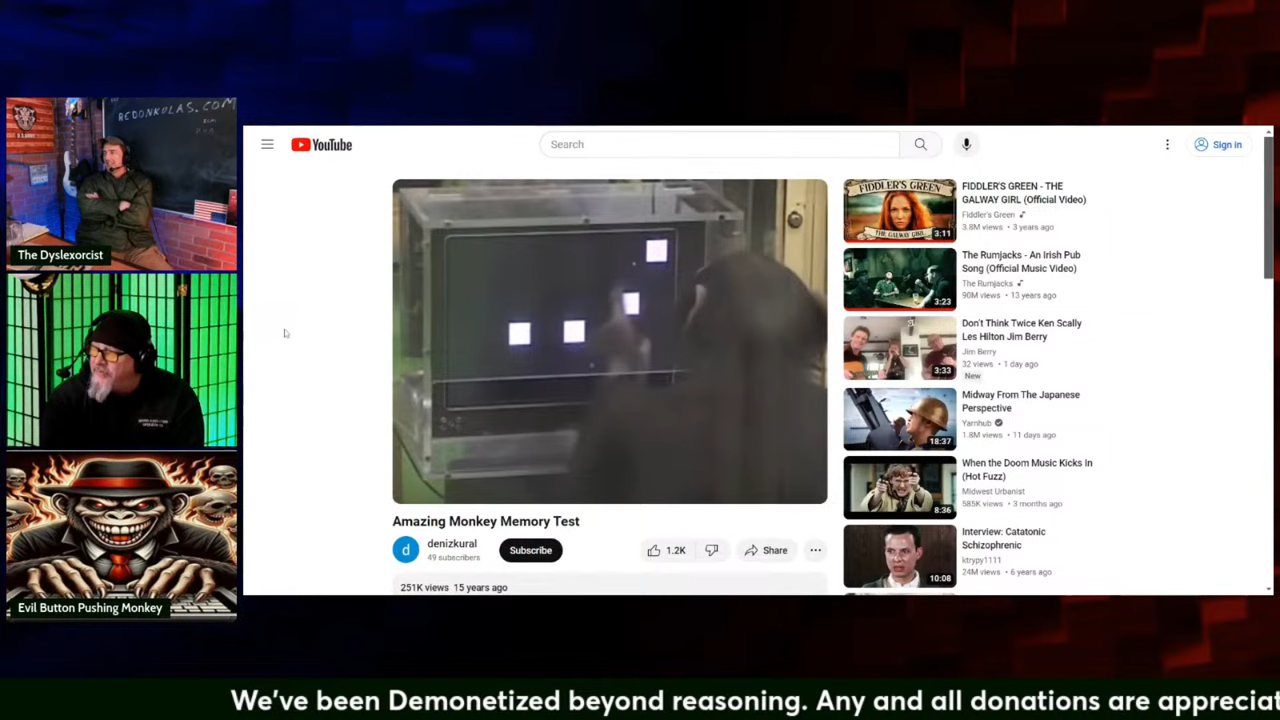 REDONKULAS.COM
The Dyslexorcist
Evil Button Pushing Monkey
YouTube
Search
Sign in
Amazing Monkey Memory Test
d
denizkural
49 subscribers
Subscribe
1.2K
Share
251K views 15 years ago
FIDDLER'S GREEN
THE GALWAY GIRL
3:11
FIDDLER'S GREEN - THE
GALWAY GIRL (Official Video)
Fiddler's Green
3.8M views • 3 years ago
3:23
The Rumjacks - An Irish Pub
Song (Official Music Video)
The Rumjacks
90M views • 13 years ago
3:33
Don't Think Twice Ken Scally
Les Hilton Jim Berry
Jim Berry
32 views • 1 day ago
New
18:37
Midway From The Japanese
Perspective
Yarnhub
1.8M views • 11 days ago
8:36
When the Doom Music Kicks In
(Hot Fuzz)
Midwest Urbanist
585K views • 3 months ago
10:08
Interview: Catatonic
Schizophrenic
ktrypy1111
24M views • 6 years ago
We've been Demonetized beyond reasoning. Any and all donations are appreciat